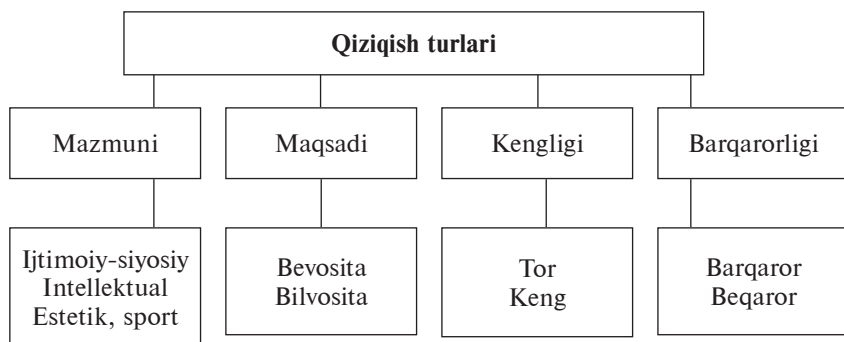 Qiziqish turlari
Mazmuni
Maqsadi
Kengligi
Barqarorligi
Ijtimoiy-siyosiy
Intellektual
Estetik, sport
Bevosita
Bilvosita
Tor
Keng
Barqaror
Beqaror